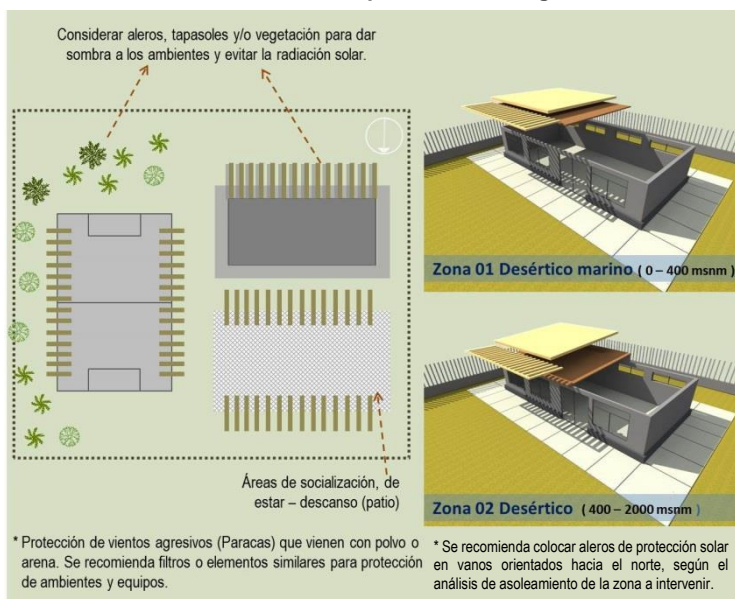 Considerar aleros, tapasoles y/o vegetación para dar
sombra a los ambientes y evitar la radiación solar.
Zona 01 Desértico marino ( 0 – 400 msnm )
Áreas de socialización, de
estar – descanso (patio)
Zona 02 Desértico ( 400 – 2000 msnm )
* Protección de vientos agresivos (Paracas) que vienen con polvo o
arena. Se recomienda filtros o elementos similares para protección
de ambientes y equipos.
* Se recomienda colocar aleros de protección solar
en vanos orientados hacia el norte, según el
análisis de asoleamiento de la zona a intervenir.